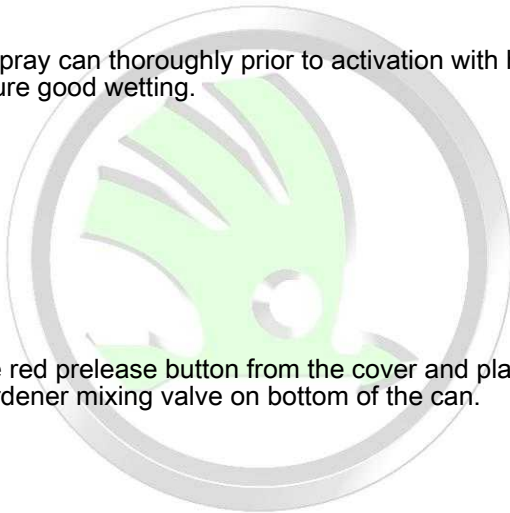 pray can thoroughly prior to activation with
ure good wetting.
red prelease button from the cover and
dener mixing valve on bottom of the can.